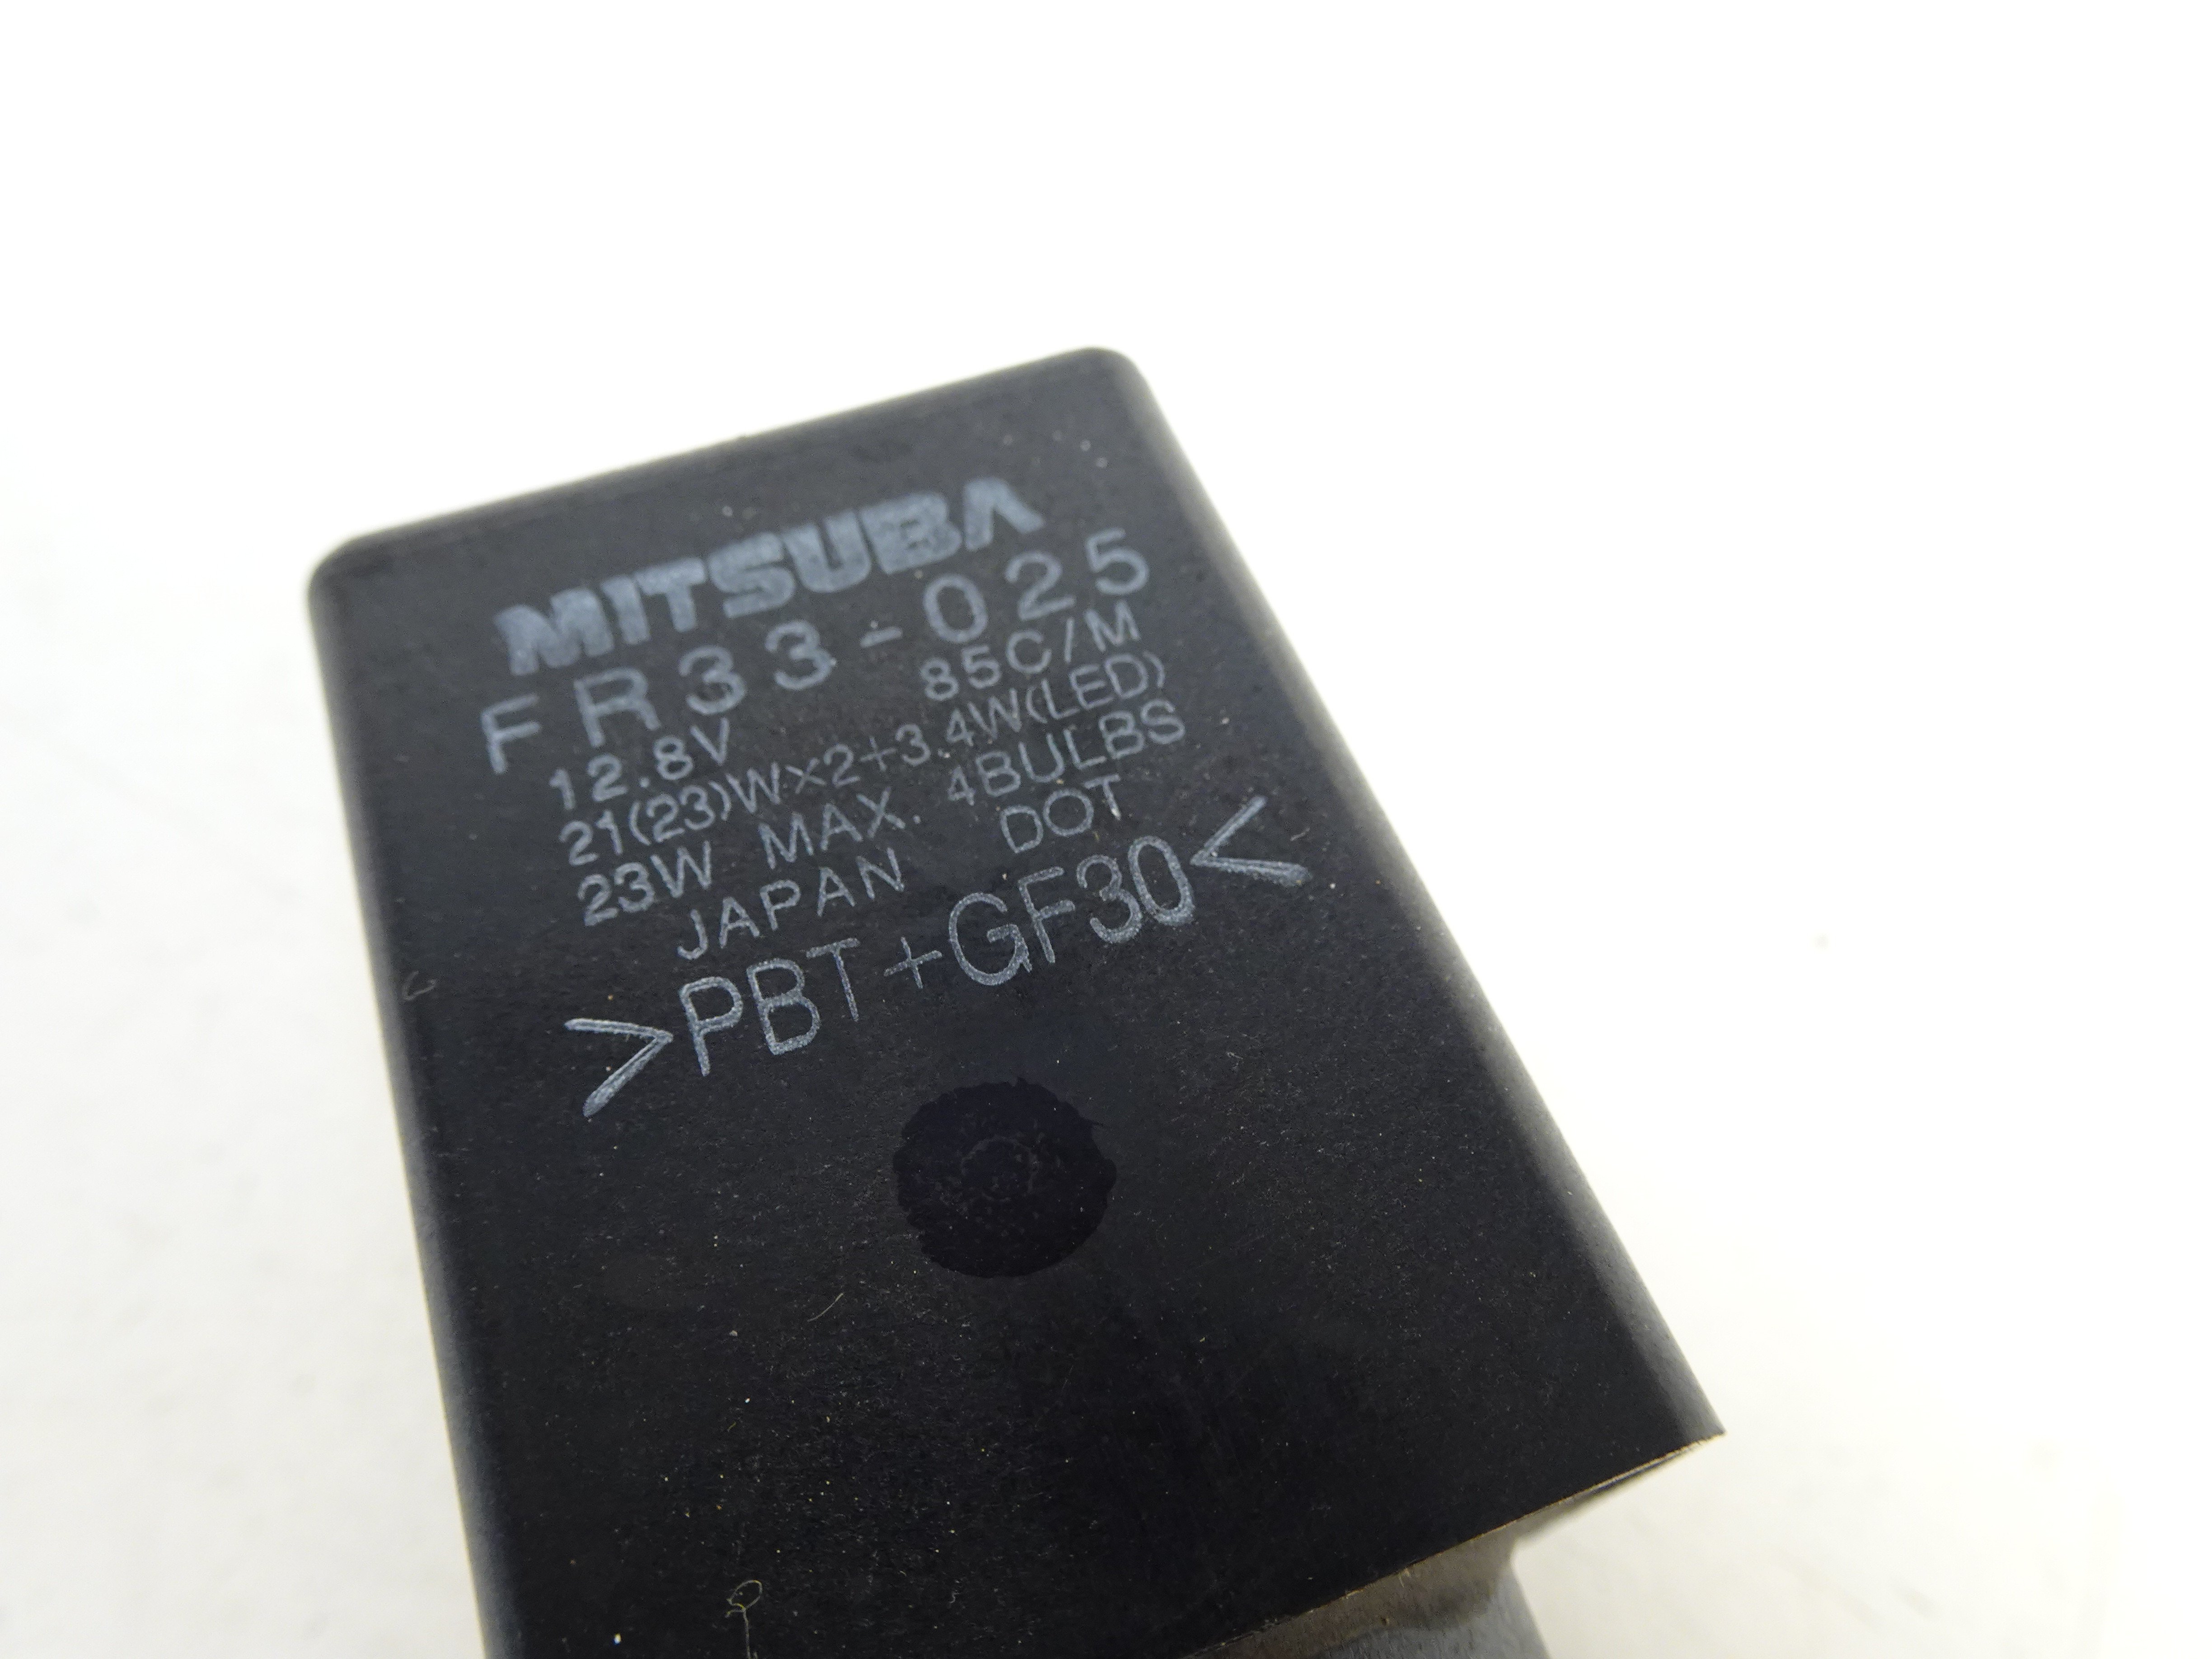 MITSUBA
FR33-025
12.8V 85C/M
21(23)W×2+3.4W(LED)
23W MAX. 4BULBS
JAPAN DOT
>PBT+GF30<